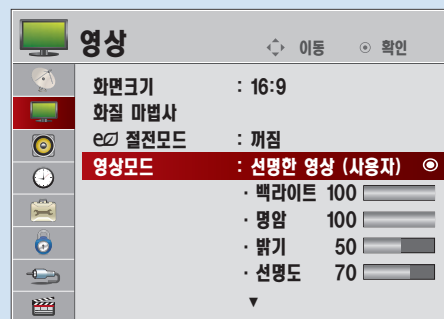 영상 이동 ◉ 확인
화면크기 : 16:9
화질 마법사
e 절전모드 : 꺼짐
영상모드 : 선명한 영상 (사용자) ◉
· 백라이트 100
· 명암 100
· 밝기 50
· 선명도 70
▼